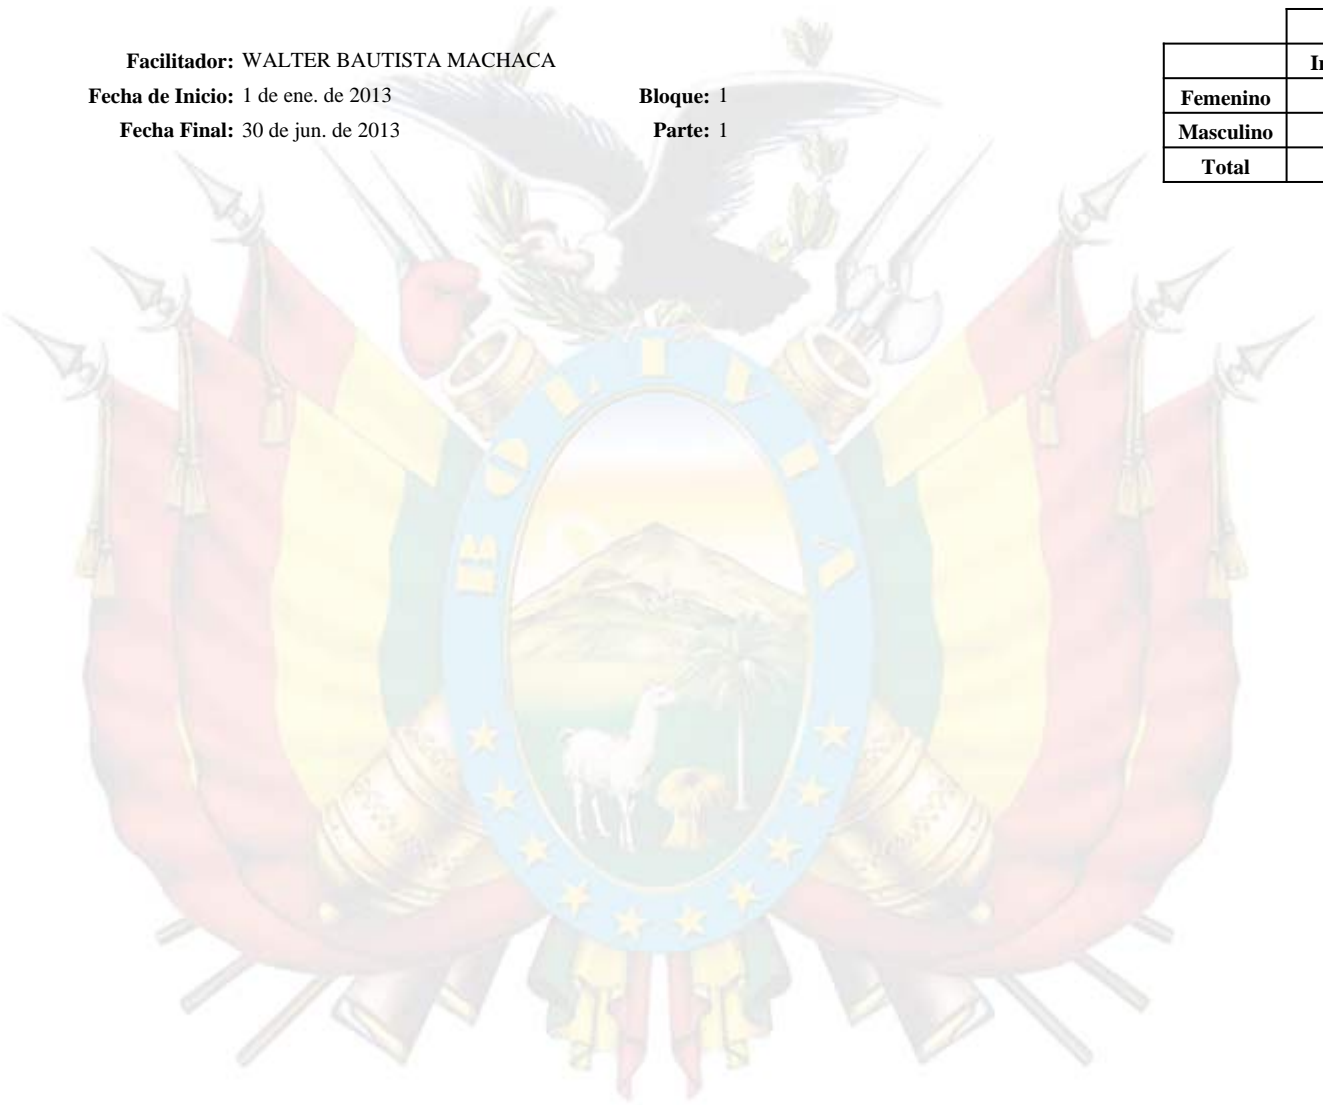 Facilitador: WALTER BAUTISTA MACHACA
Fecha de Inicio: 1 de ene. de 2013 Bloque: 1
Fecha Final: 30 de jun. de 2013 Parte: 1
Femenino
Masculino
Total
BOLIVIA